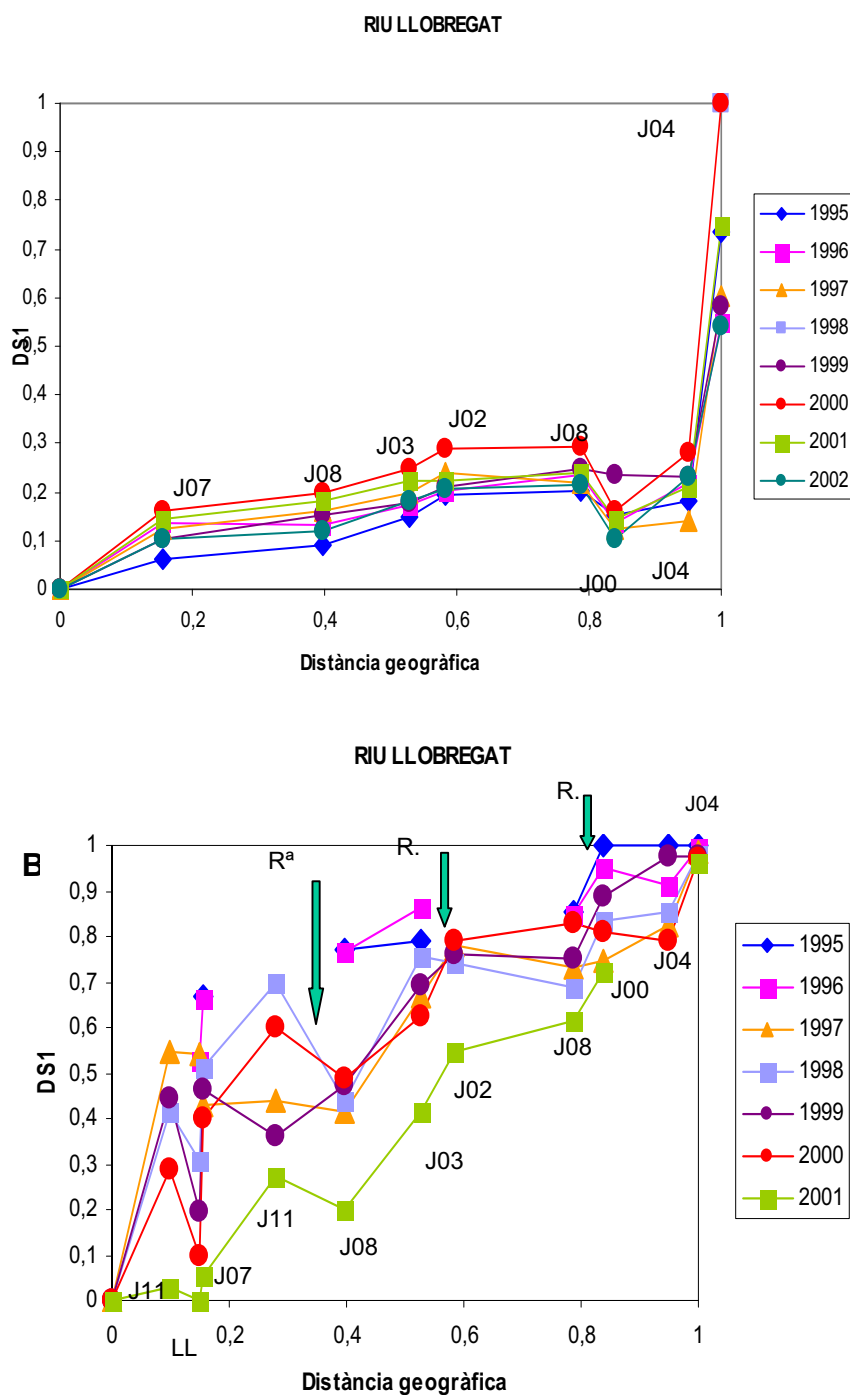 RIU LLOBREGAT
1
0,9
0,8
0,7
0,6
0,5
0,4
0,3
0,2
0,1
0
DS1
J04
J07
J08
J03
J02
J08
J00
J04
0 0,2 0,4 0,6 0,8 1
Distància geogràfica
1995
1996
1997
1998
1999
2000
2001
2002
RIU LLOBREGAT
B
1
0,9
0,8
0,7
0,6
0,5
0,4
0,3
0,2
0,1
0
DS1
Rª
R.
R.
J04
J11
LL
J07
J11
J08
J03
J02
J08
J00
J04
0 0,2 0,4 0,6 0,8 1
Distància geogràfica
1995
1996
1997
1998
1999
2000
2001